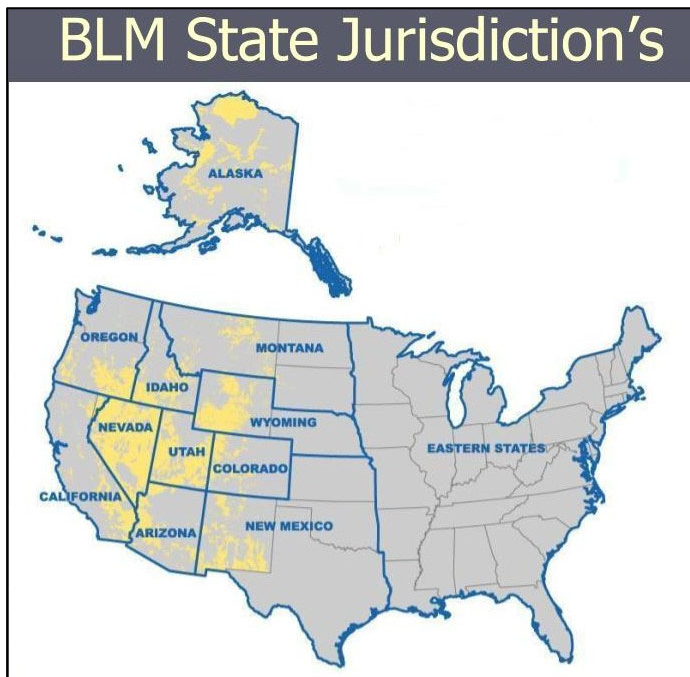 BLM State Jurisdiction’s
ALASKA
OREGON
MONTANA
IDAHO
WYOMING
NEVADA
UTAH
COLORADO
EASTERN STATES
CALIFORNIA
ARIZONA
NEW MEXICO